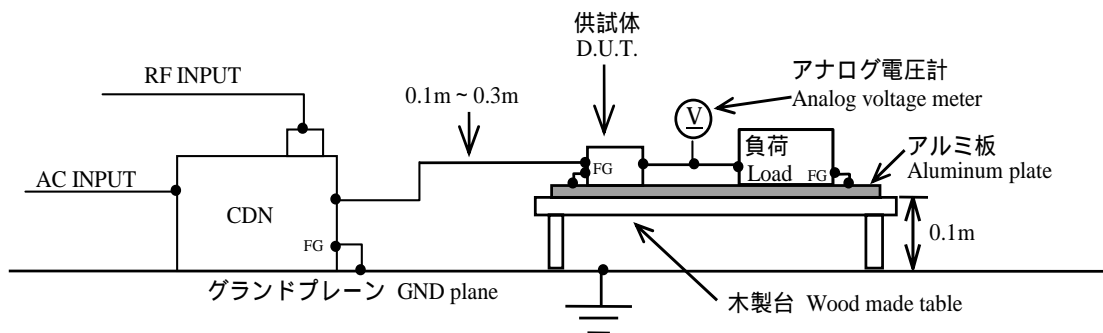 供試体
D.U.T.
RF INPUT
0.1m ~ 0.3m
アナログ電圧計
Analog voltage meter
V
AC INPUT
CDN
FG
FG
負荷
Load
FG
アルミ板
Aluminum plate
0.1m
グランドプレーン GND plane
木製台 Wood made table